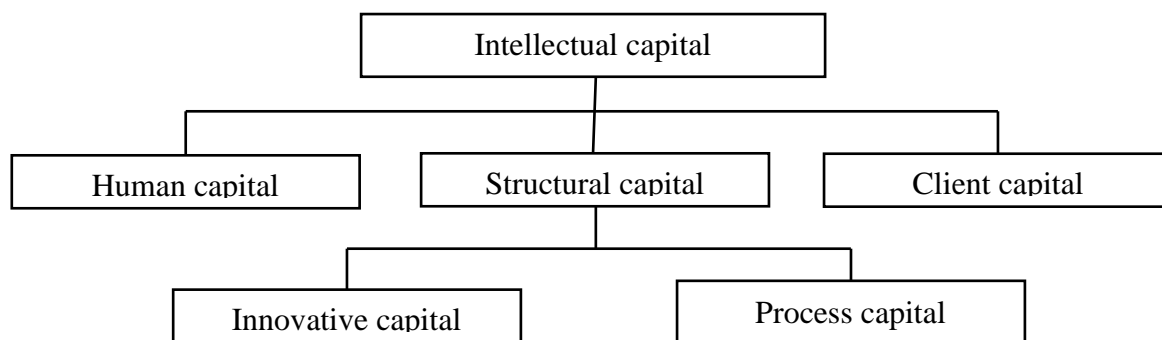 Intellectual capital
Human capital
Structural capital
Client capital
Innovative capital
Process capital